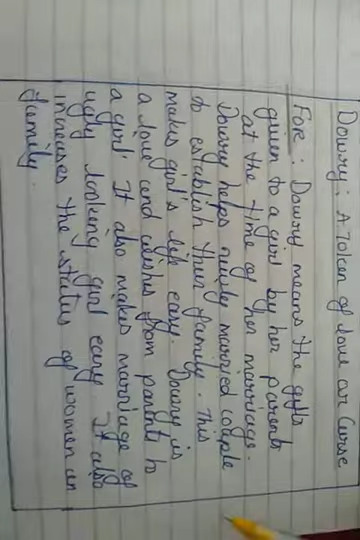 Dowry: A Token of love or Curse
For: Dowry means the gifts
given to a girl by her parents
at the time of her marriage.
Dowry helps newly married couple
to establish their family. This
makes girl's life easy. Dowry is
a love and wishes from parents to
a girl. It also makes marriage of
ugly looking girl easy. It also
increases the status of women in
family.